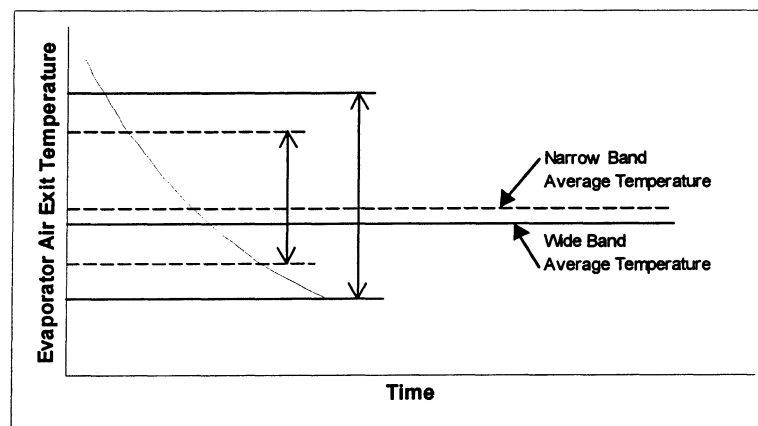 Evaporator Air Exit Temperature
Narrow Band
Average Temperature
Wide Band
Average Temperature
Time